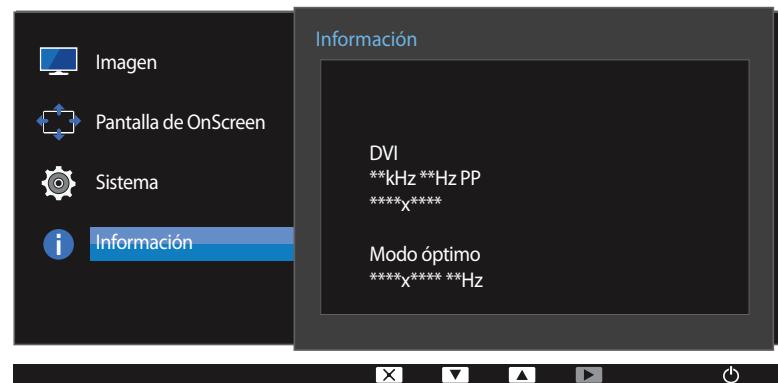 Imagen
Pantalla de OnScreen
Sistema
Información
Información
DVI
**kHz **Hz PP
****x****
Modo óptimo
****x**** **Hz